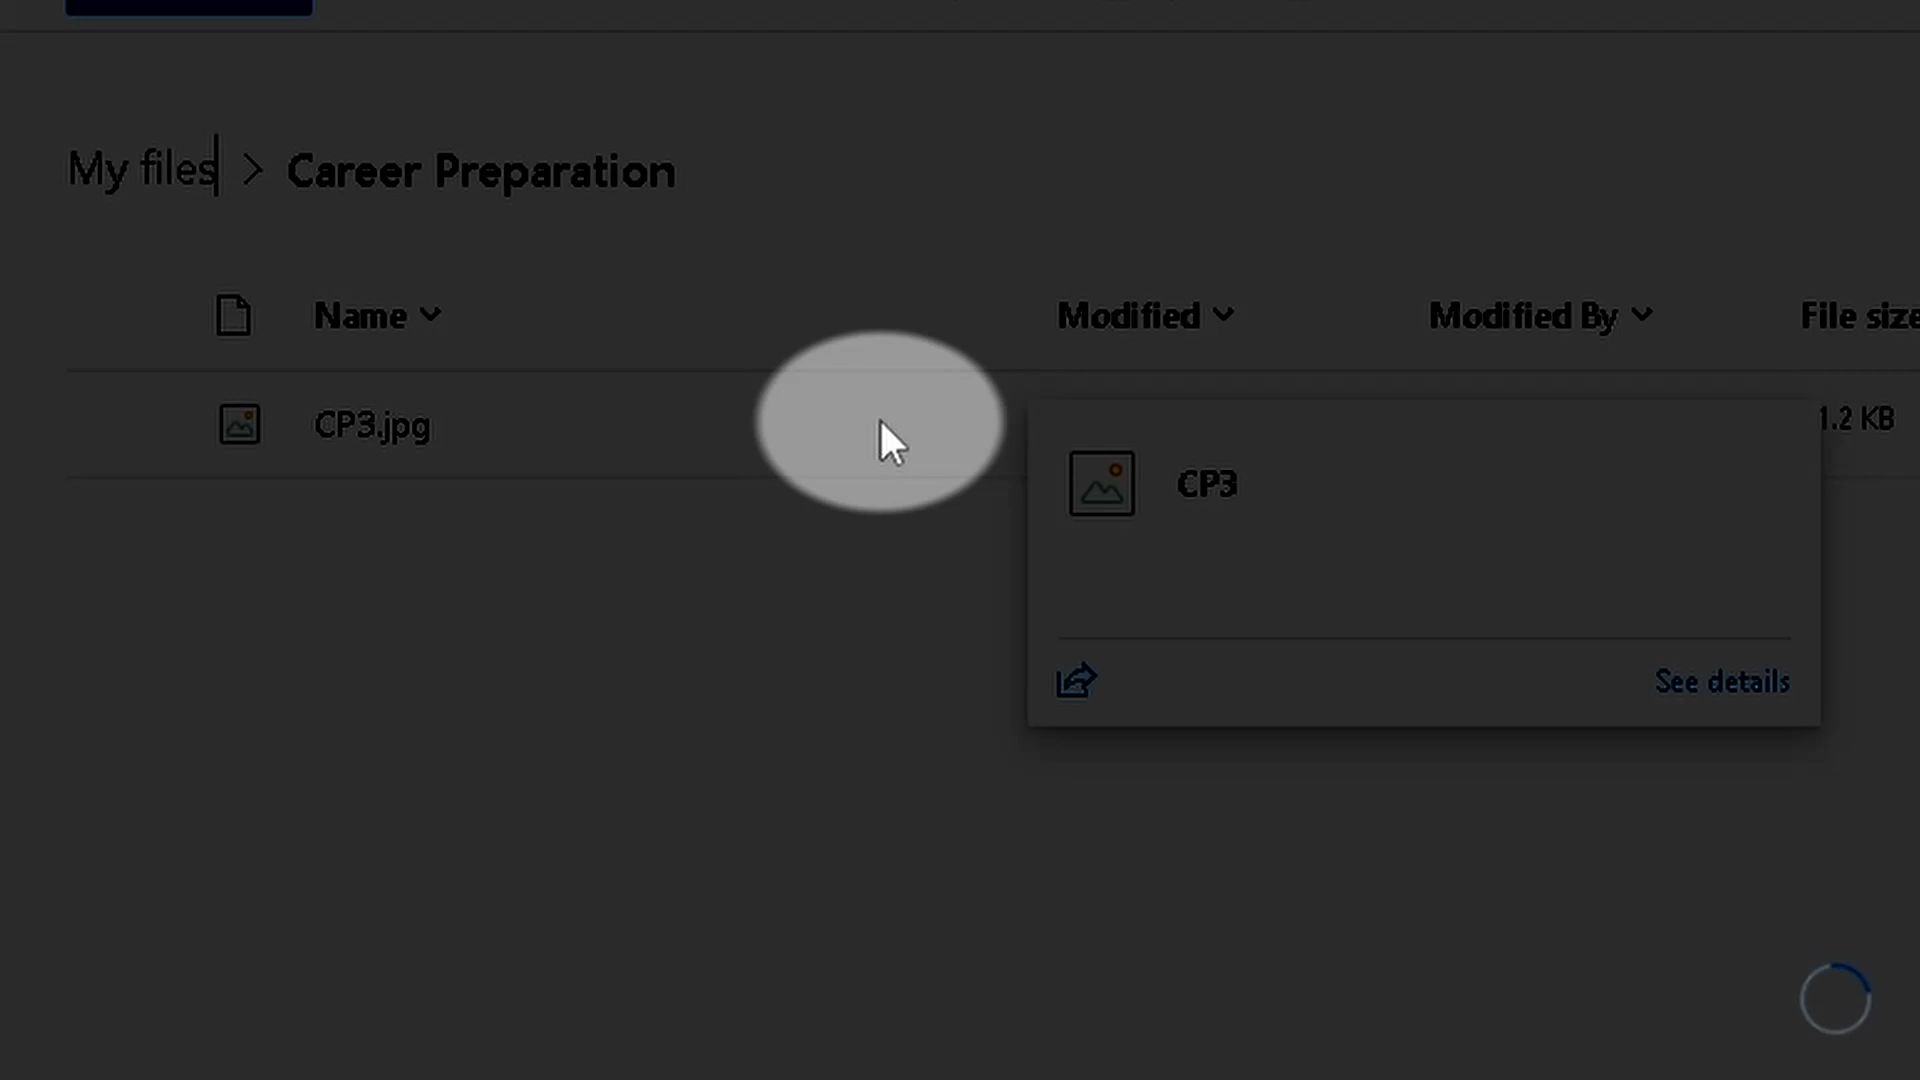 My files > Career Preparation
Name Modified Modified By File size
CP3.jpg 1.2 KB
CP3
See details